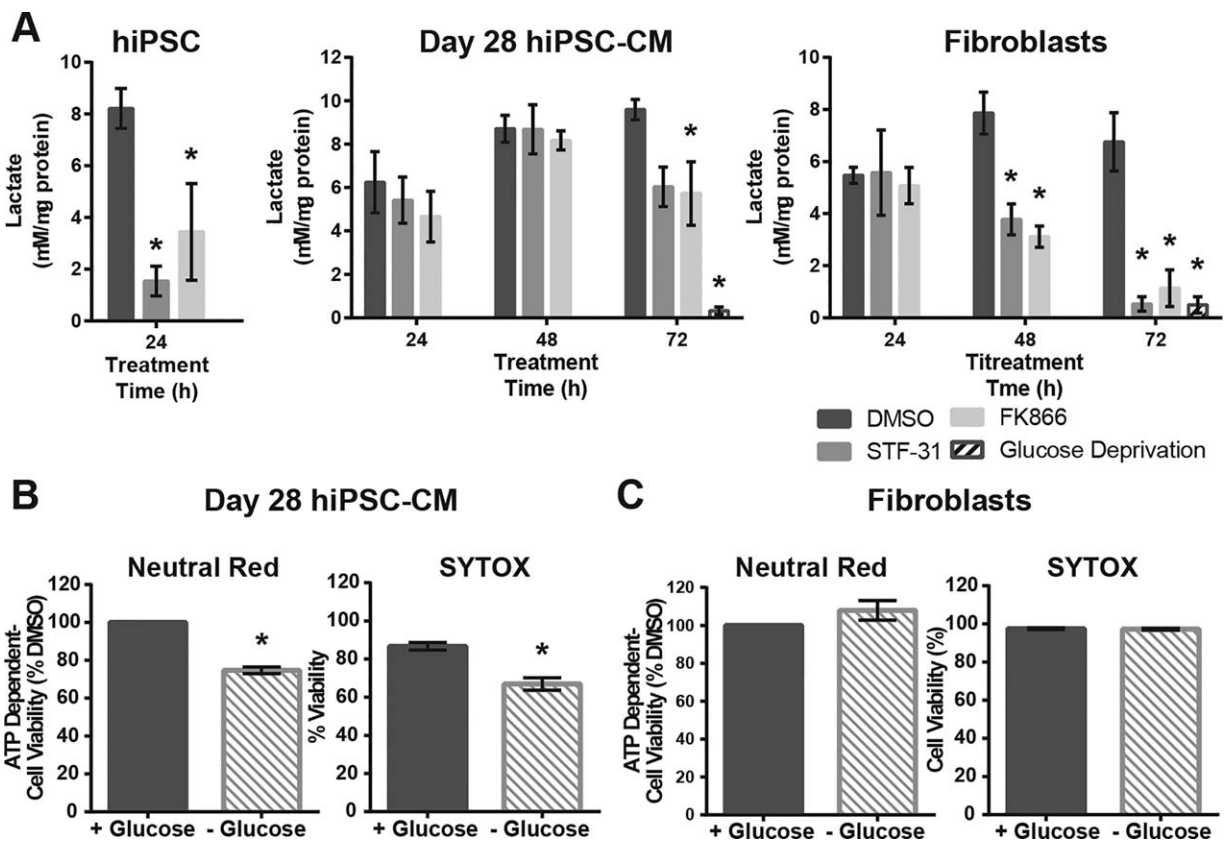 A
hiPSC
Day 28 hiPSC-CM
Fibroblasts
Lactate
(mM/mg protein)
10
8
6
4
2
0
*
*
24
Treatment
Time (h)
Lactate
(mM/mg protein)
12
10
8
6
4
2
0
*
*
24
48
72
Treatment
Time (h)
Lactate
(mM/mg protein)
10
8
6
4
2
0
*
*
*
*
*
24
48
72
Titreatment
Tme (h)
DMSO
FK866
STF-31
Glucose Deprivation
B
Day 28 hiPSC-CM
Neutral Red
ATP Dependent-
Cell Viability (% DMSO)
120
100
80
60
40
20
0
*
+ Glucose
- Glucose
SYTOX
% Viability
120
100
80
60
40
20
0
*
+ Glucose
- Glucose
C
Fibroblasts
Neutral Red
ATP Dependent-
Cell Viability (% DMSO)
120
100
80
60
40
20
0
+ Glucose
- Glucose
SYTOX
Cell Viability (%)
120
100
80
60
40
20
0
+ Glucose
- Glucose